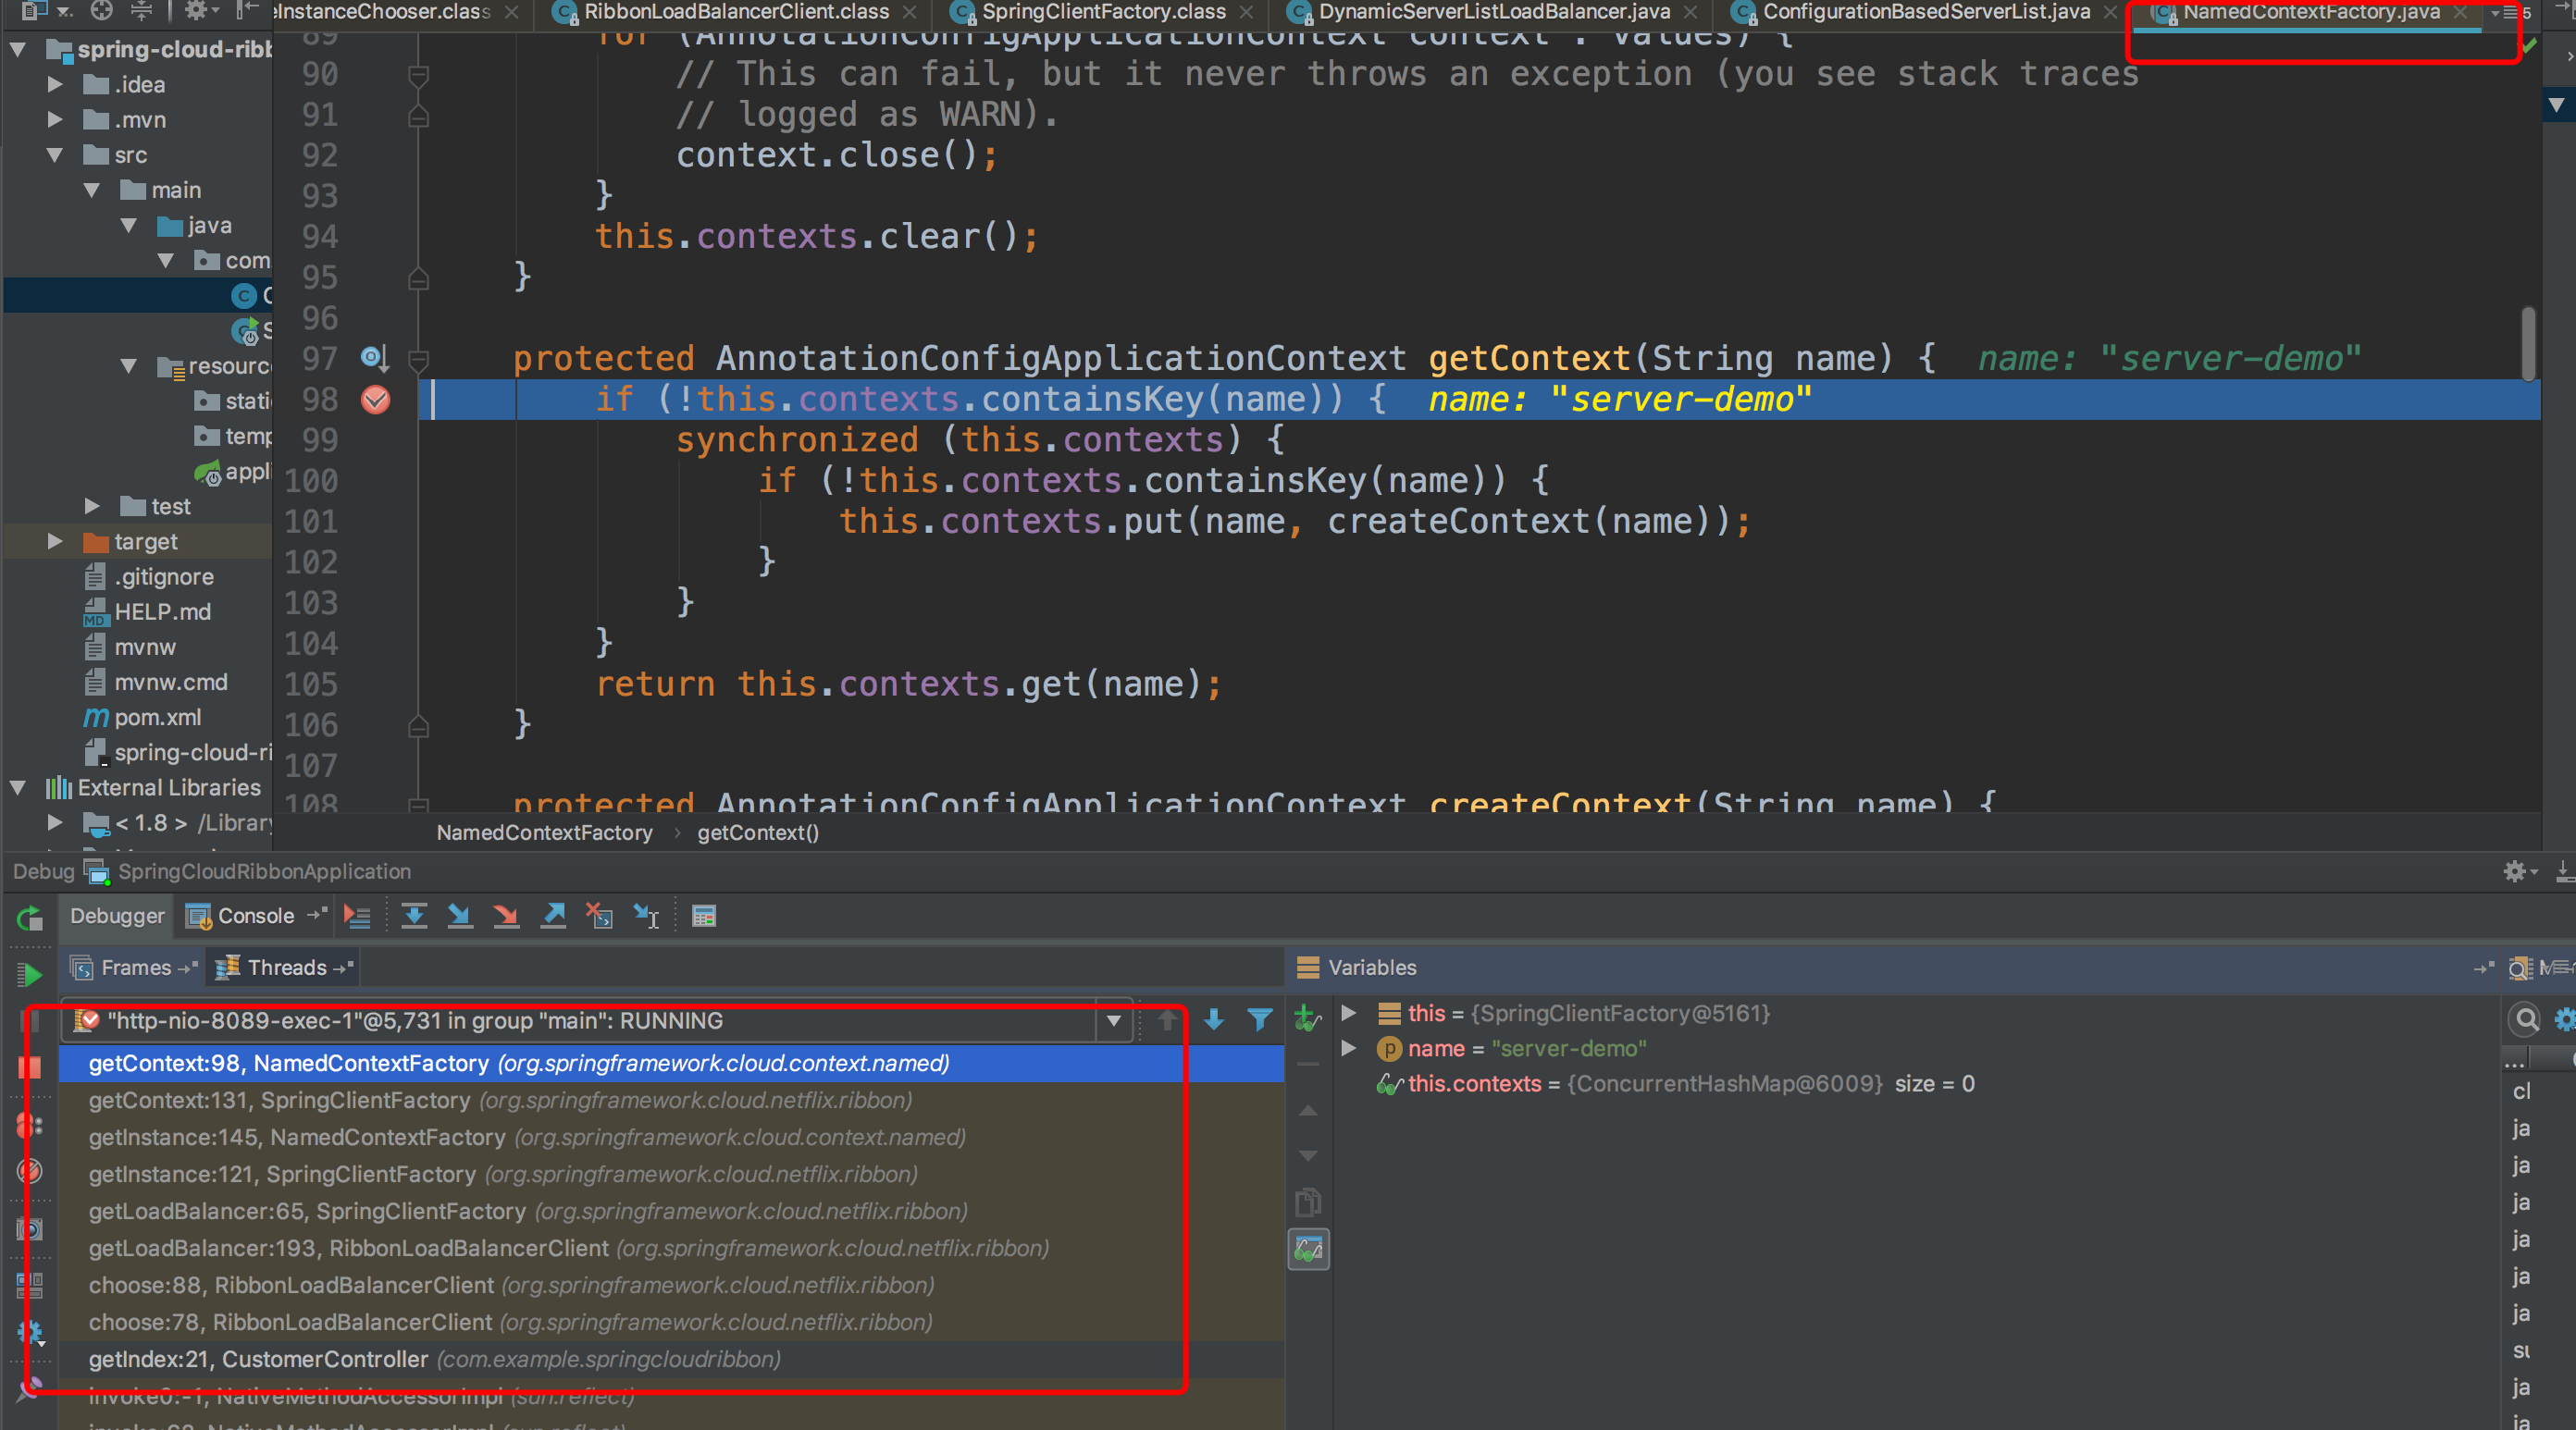 eInstanceChooser.class
RibbonLoadBalancerClient.class
SpringClientFactory.class
DynamicServerListLoadBalancer.java
ConfigurationBasedServerList.java
NamedContextFactory.java
5
spring-cloud-ribb
.idea
.mvn
src
main
java
com
C
S
resourc
stati
temp
appli
test
target
.gitignore
HELP.md
mvnw
mvnw.cmd
pom.xml
spring-cloud-ri
External Libraries
< 1.8 > /Library
89 for (AnnotationConfigApplicationContext context : values) {
90 // This can fail, but it never throws an exception (you see stack traces
91 // logged as WARN).
92 context.close();
93 }
94 this.contexts.clear();
95 }
96
97 protected AnnotationConfigApplicationContext getContext(String name) { name: "server-demo"
98 if (!this.contexts.containsKey(name)) { name: "server-demo"
99 synchronized (this.contexts) {
100 if (!this.contexts.containsKey(name)) {
101 this.contexts.put(name, createContext(name));
102 }
103 }
104 }
105 return this.contexts.get(name);
106 }
107
108 protected AnnotationConfigApplicationContext createContext(String name) {
NamedContextFactory › getContext()
Debug SpringCloudRibbonApplication
Debugger Console
Frames Threads
Variables
"http-nio-8089-exec-1"@5,731 in group "main": RUNNING
getContext:98, NamedContextFactory (org.springframework.cloud.context.named)
getContext:131, SpringClientFactory (org.springframework.cloud.netflix.ribbon)
getInstance:145, NamedContextFactory (org.springframework.cloud.context.named)
getInstance:121, SpringClientFactory (org.springframework.cloud.netflix.ribbon)
getLoadBalancer:65, SpringClientFactory (org.springframework.cloud.netflix.ribbon)
getLoadBalancer:193, RibbonLoadBalancerClient (org.springframework.cloud.netflix.ribbon)
choose:88, RibbonLoadBalancerClient (org.springframework.cloud.netflix.ribbon)
choose:78, RibbonLoadBalancerClient (org.springframework.cloud.netflix.ribbon)
getIndex:21, CustomerController (com.example.springcloudribbon)
invoke0:-1, NativeMethodAccessorImpl (sun.reflect)
invoke:62, NativeMethodAccessorImpl (sun.reflect)
this = {SpringClientFactory@5161}
name = "server-demo"
this.contexts = {ConcurrentHashMap@6009} size = 0
...
cl
ja
ja
ja
ja
ja
ja
su
ja
ja